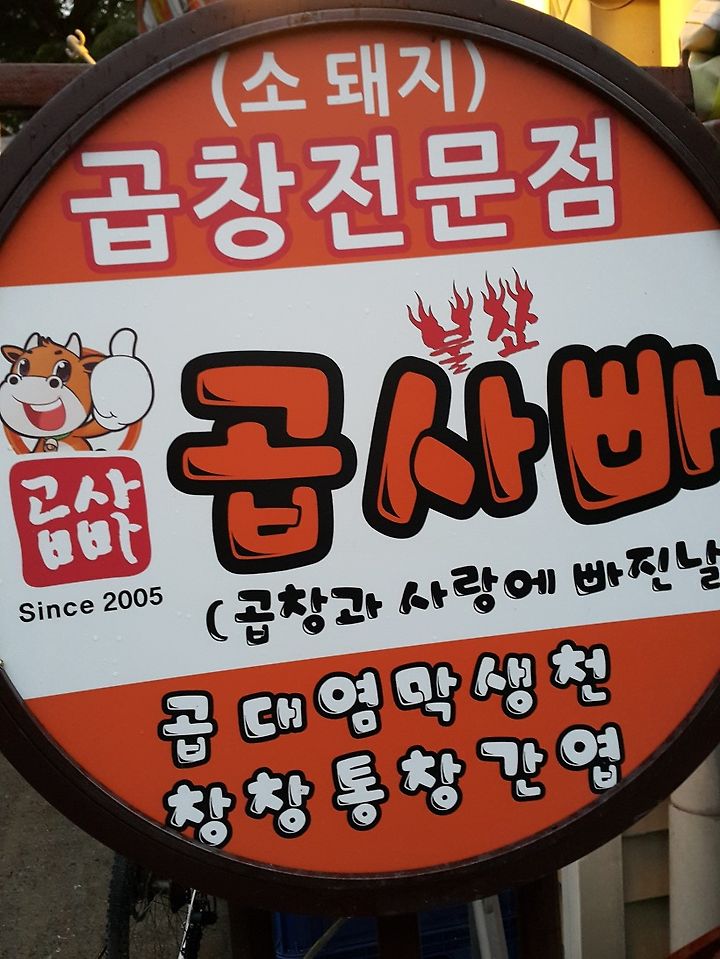 (소돼지)
곱창전문점
불쇼
곱사빠
곱사
빠
Since 2005
(곱창과 사랑에 빠진날
곱 대 염 막 생 천
창 창 통 창 간 엽